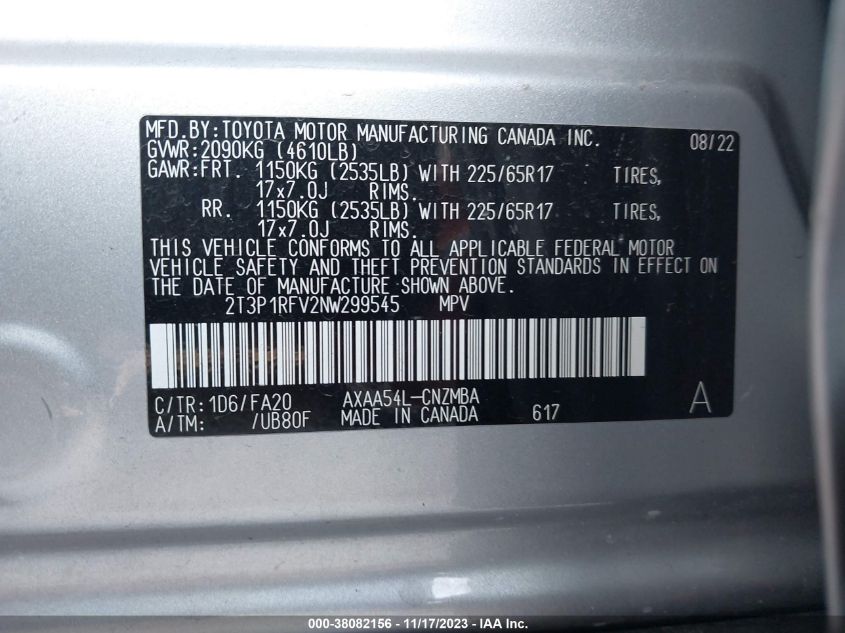 MFD.BY:TOYOTA MOTOR MANUFACTURING CANADA INC. 08/22
GVWR:2090KG (4610LB)
GAWR:FRT. 1150KG (2535LB) WITH 225/65R17 TIRES,
17x7.0J RIMS.
RR. 1150KG (2535LB) WITH 225/65R17 TIRES,
17x7.0J RIMS.
THIS VEHICLE CONFORMS TO ALL APPLICABLE FEDERAL MOTOR
VEHICLE SAFETY AND THEFT PREVENTION STANDARDS IN EFFECT ON
THE DATE OF MANUFACTURE SHOWN ABOVE.
2T3P1RFV2NW299545 MPV
C/TR:1D6/FA20 AXAA54L-CNZMBA
A/TM: /UB80F MADE IN CANADA 617 A
000-38082156 - 11/17/2023 - IAA Inc.